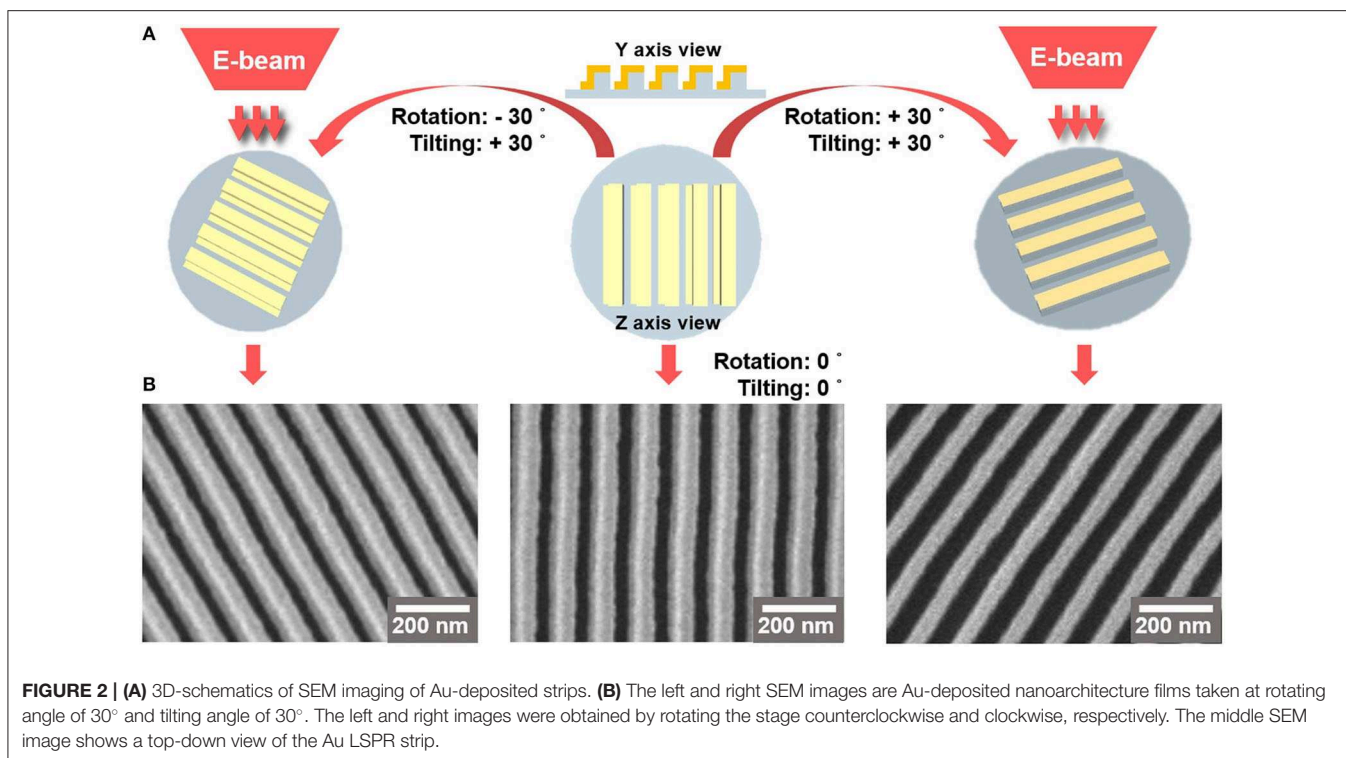 A
E-beam
Y axis view
E-beam
Rotation: - 30 °
Tilting: + 30 °
Rotation: + 30 °
Tilting: + 30 °
Z axis view
Rotation: 0 °
Tilting: 0 °
B
200 nm
200 nm
200 nm
FIGURE 2 | (A) 3D-schematics of SEM imaging of Au-deposited strips. (B) The left and right SEM images are Au-deposited nanoarchitecture films taken at rotating
angle of 30° and tilting angle of 30°. The left and right images were obtained by rotating the stage counterclockwise and clockwise, respectively. The middle SEM
image shows a top-down view of the Au LSPR strip.